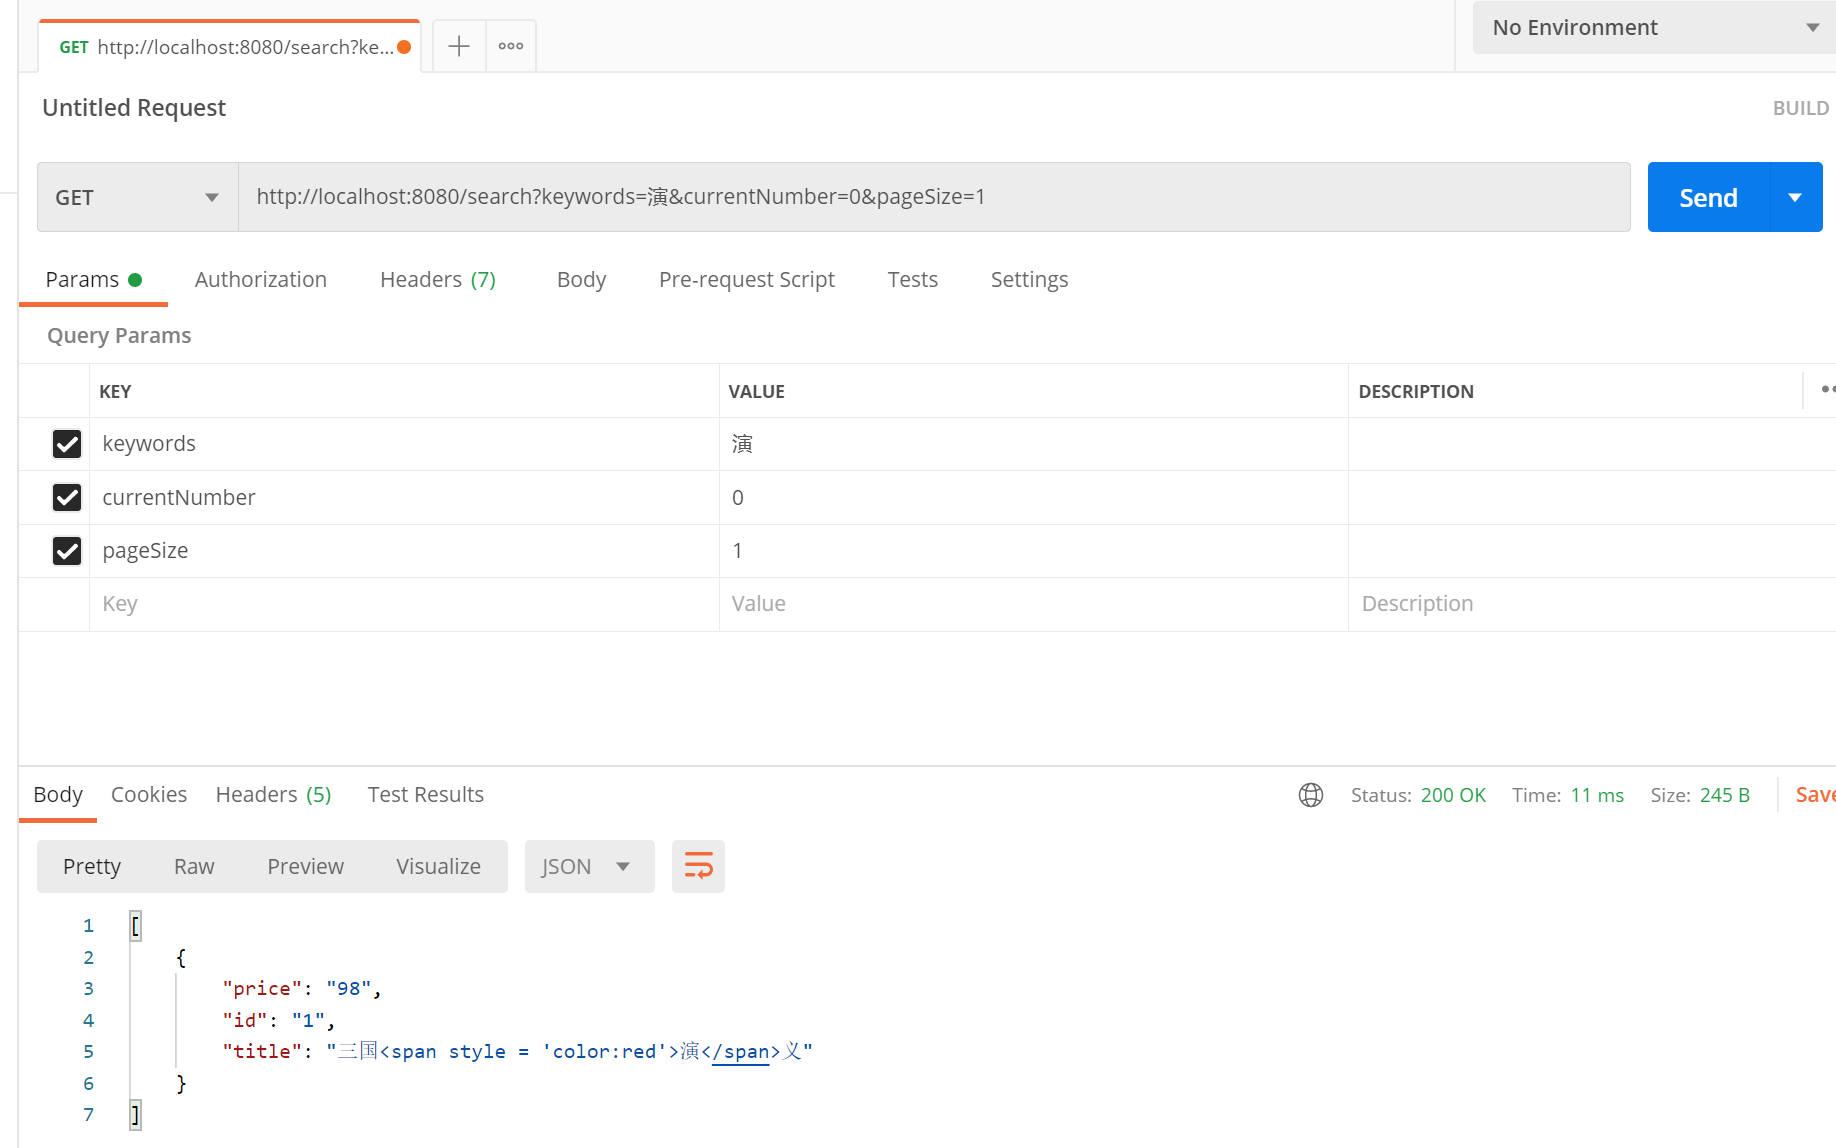 GET http://localhost:8080/search?ke...
No Environment
Untitled Request
BUILD
GET http://localhost:8080/search?keywords=演&currentNumber=0&pageSize=1 Send
Params Authorization Headers (7) Body Pre-request Script Tests Settings
Query Params
KEY VALUE DESCRIPTION
keywords 演
currentNumber 0
pageSize 1
Key Value Description
Body Cookies Headers (5) Test Results Status: 200 OK Time: 11 ms Size: 245 B Save
Pretty Raw Preview Visualize JSON
1 [
2 {
3 "price": "98",
4 "id": "1",
5 "title": "三国<span style = 'color:red'>演</span>义"
6 }
7 ]